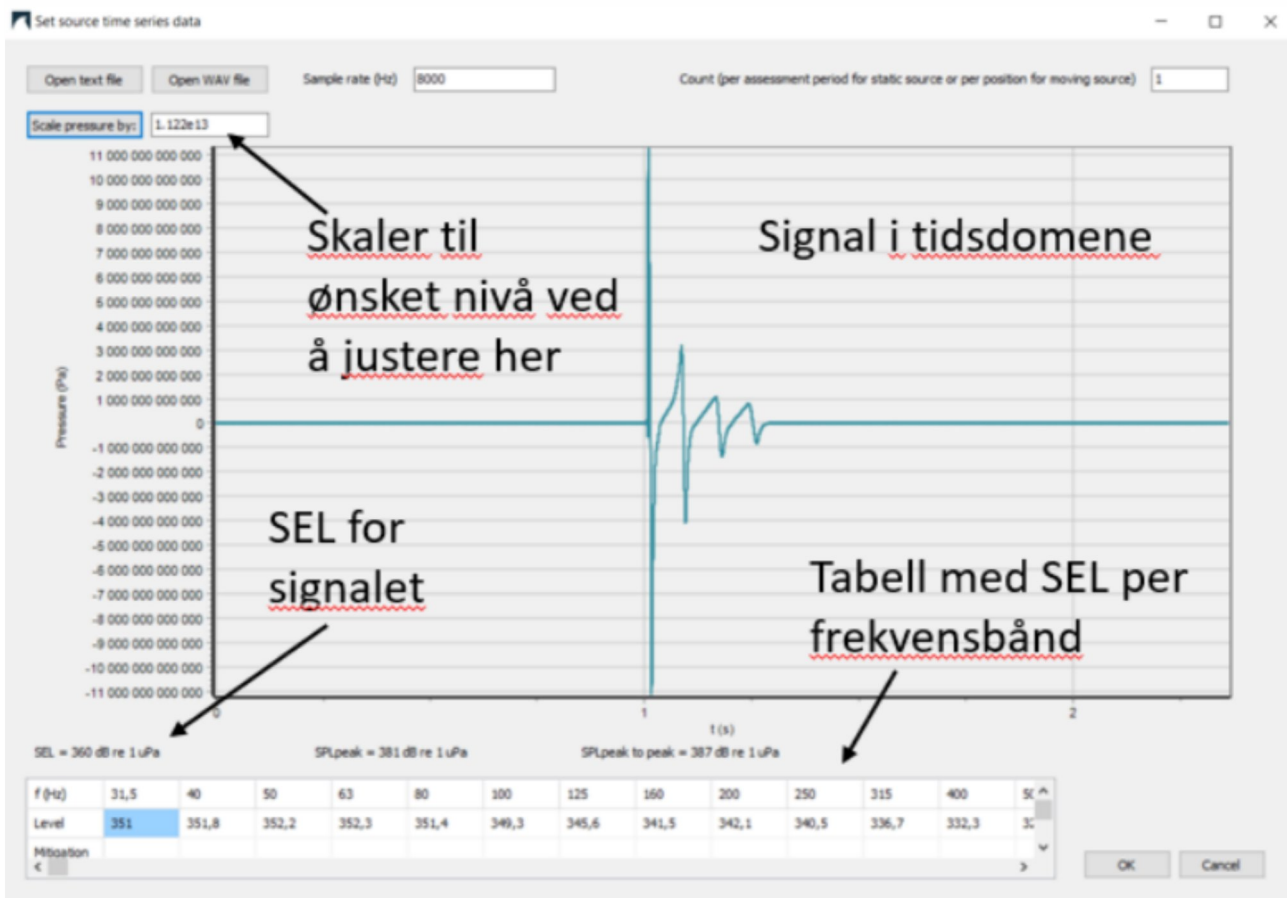 Set source time series data
Open text file Open WAV file Sample rate (Hz) 8000 Count (per assessment period for static source or per position for moving source) 1
Scale pressure by: 1.122e13
11 000 000 000 000
10 000 000 000 000
9 000 000 000 000
8 000 000 000 000
7 000 000 000 000
6 000 000 000 000
5 000 000 000 000
4 000 000 000 000
3 000 000 000 000
2 000 000 000 000
1 000 000 000 000
0
-1 000 000 000 000
-2 000 000 000 000
-3 000 000 000 000
-4 000 000 000 000
-5 000 000 000 000
-6 000 000 000 000
-7 000 000 000 000
-8 000 000 000 000
-9 000 000 000 000
-10 000 000 000 000
-11 000 000 000 000
Pressure (Pa)
Skaler til
ønsket nivå ved
å justere her
Signal i tidsdomene
SEL for
signalet
Tabell med SEL per
frekvensbånd
0 1 2
t (s)
SEL = 360 dB re 1 uPa SPLpeak = 381 dB re 1 uPa SPLpeak to peak = 387 dB re 1 uPa
f (Hz) 31,5 40 50 63 80 100 125 160 200 250 315 400
Level 351 351,8 352,2 352,3 351,4 349,3 345,6 341,5 342,1 340,5 336,7 332,3
Mitigation
OK Cancel